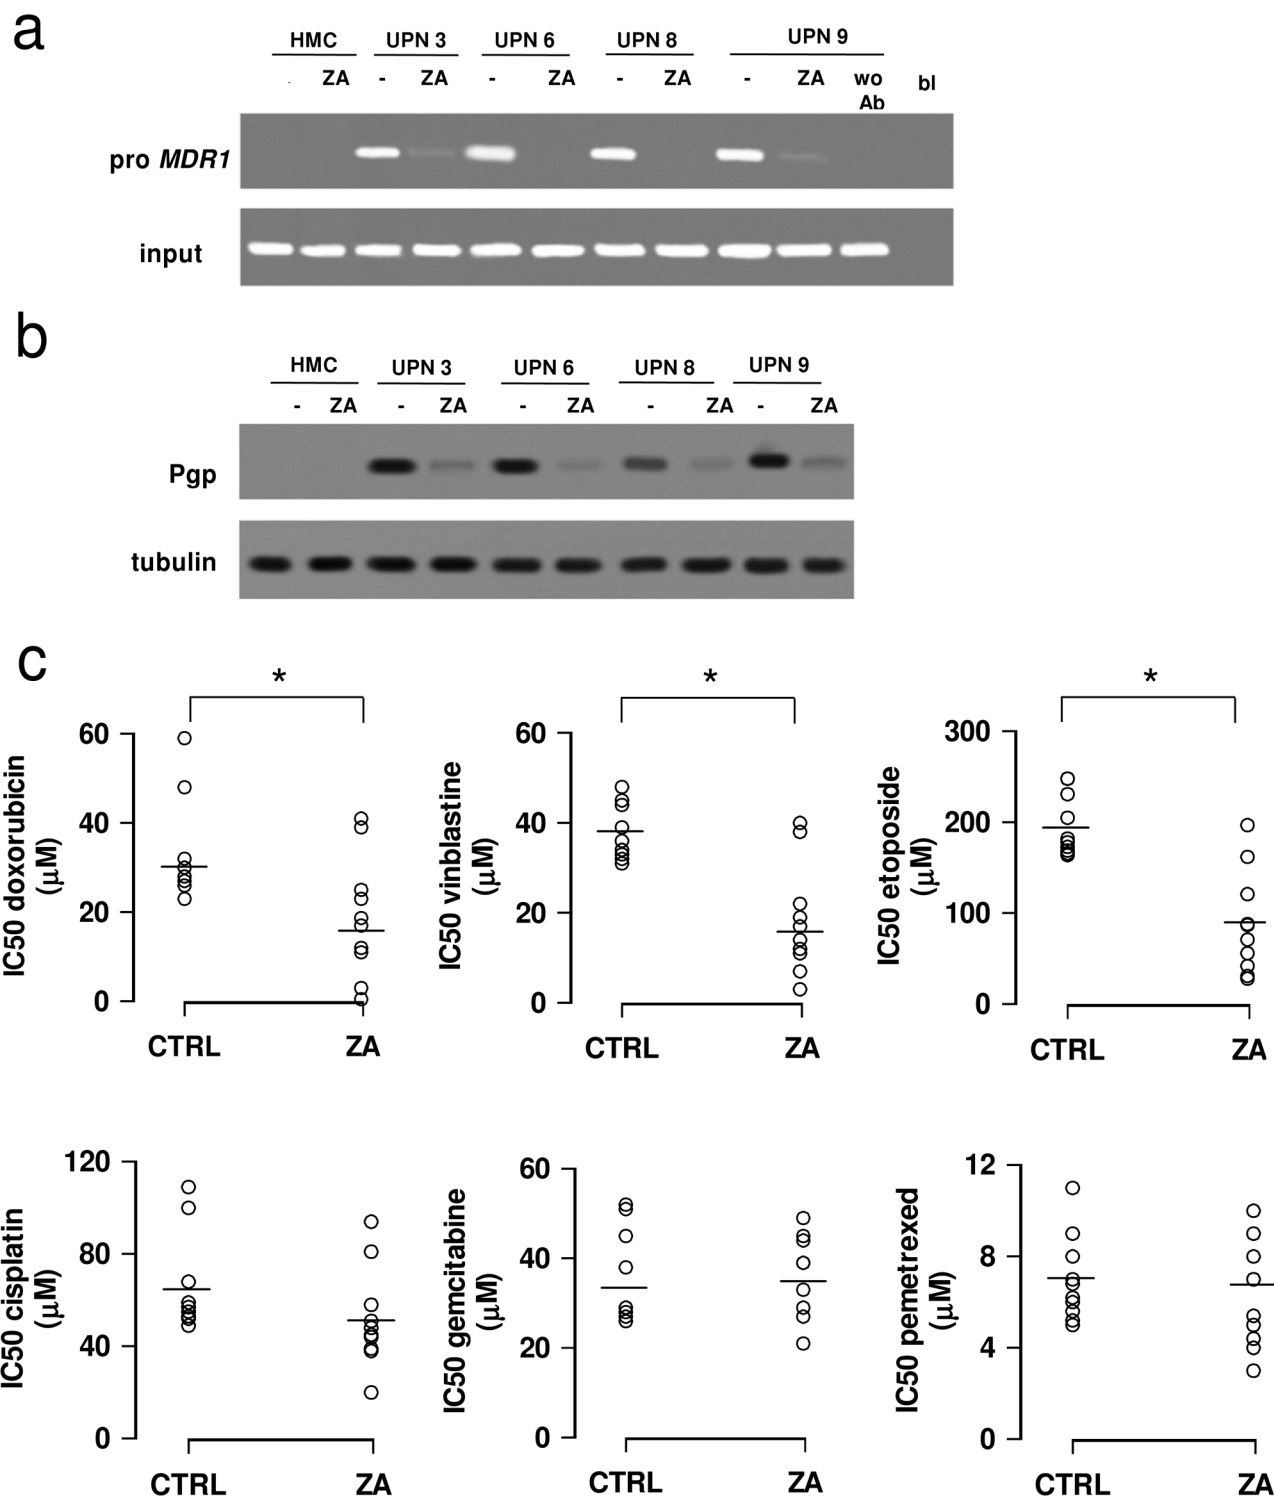 a
HMC UPN 3 UPN 6 UPN 8 UPN 9
- ZA - ZA - ZA - ZA - ZA wo Ab bl
pro MDR1
input
b
HMC UPN 3 UPN 6 UPN 8 UPN 9
- ZA - ZA - ZA - ZA - ZA
Pgp
tubulin
c
*
IC50 doxorubicin
(μM)
60
40
20
0
CTRL ZA
*
IC50 vinblastine
(μM)
60
40
20
0
CTRL ZA
*
IC50 etoposide
(μM)
300
200
100
0
CTRL ZA
IC50 cisplatin
(μM)
120
80
40
0
CTRL ZA
IC50 gemcitabine
(μM)
60
40
20
0
CTRL ZA
IC50 pemetrexed
(μM)
12
8
4
0
CTRL ZA